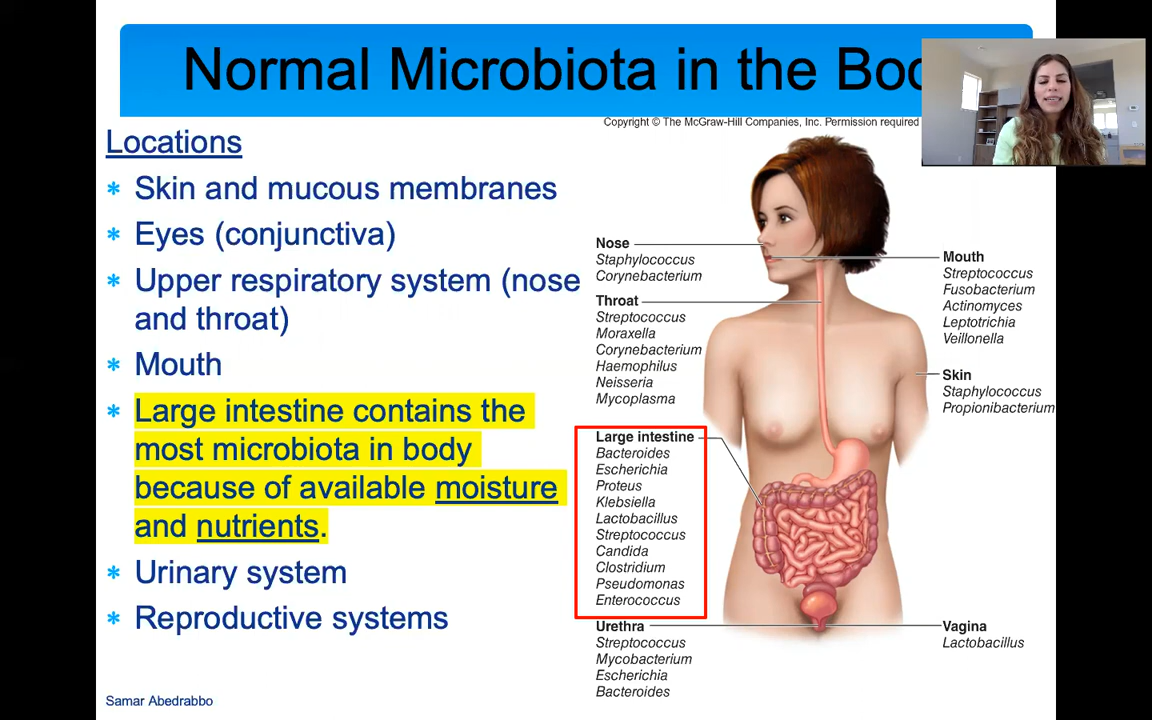 Normal Microbiota in the
Copyright © The McGraw-Hill Companies, Inc. Permission required
Locations
* Skin and mucous membranes
* Eyes (conjunctiva)
* Upper respiratory system (nose
and throat)
* Mouth
* Large intestine contains the
most microbiota in body
because of available moisture
and nutrients.
* Urinary system
* Reproductive systems
Nose
Staphylococcus
Corynebacterium
Throat
Streptococcus
Moraxella
Corynebacterium
Haemophilus
Neisseria
Mycoplasma
Large intestine
Bacteroides
Escherichia
Proteus
Klebsiella
Lactobacillus
Streptococcus
Candida
Clostridium
Pseudomonas
Enterococcus
Urethra
Streptococcus
Mycobacterium
Escherichia
Bacteroides
Mouth
Streptococcus
Fusobacterium
Actinomyces
Leptotrichia
Veillonella
Skin
Staphylococcus
Propionibacterium
Vagina
Lactobacillus
Samar Abedrabbo